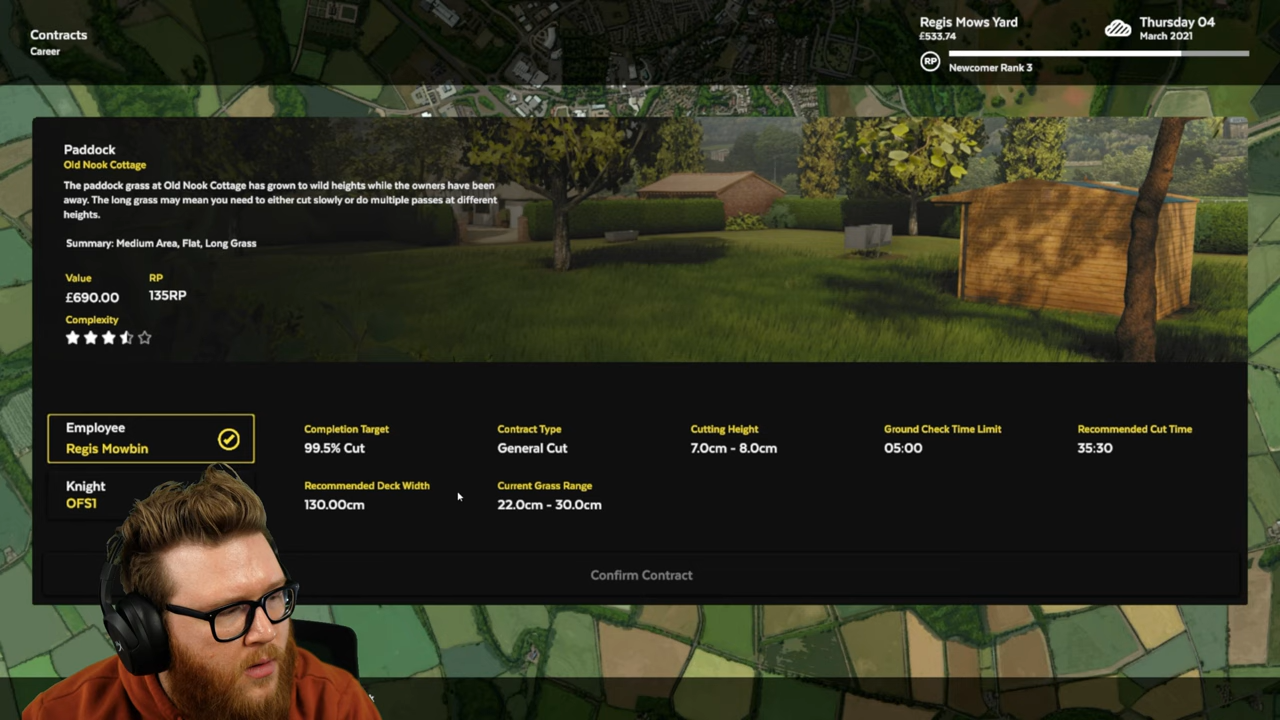 Contracts
Career
Regis Mows Yard
£533.74
Thursday 04
March 2021
RP
Newcomer Rank 3
Paddock
Old Nook Cottage
The paddock grass at Old Nook Cottage has grown to wild heights while the owners have been
away. The long grass may mean you need to either cut slowly or do multiple passes at different
heights.
Summary: Medium Area, Flat, Long Grass
Value
£690.00
RP
135RP
Complexity
Employee
Regis Mowbin
Knight
OFS1
Completion Target
99.5% Cut
Contract Type
General Cut
Cutting Height
7.0cm - 8.0cm
Ground Check Time Limit
05:00
Recommended Cut Time
35:30
Recommended Deck Width
130.00cm
Current Grass Range
22.0cm - 30.0cm
Confirm Contract